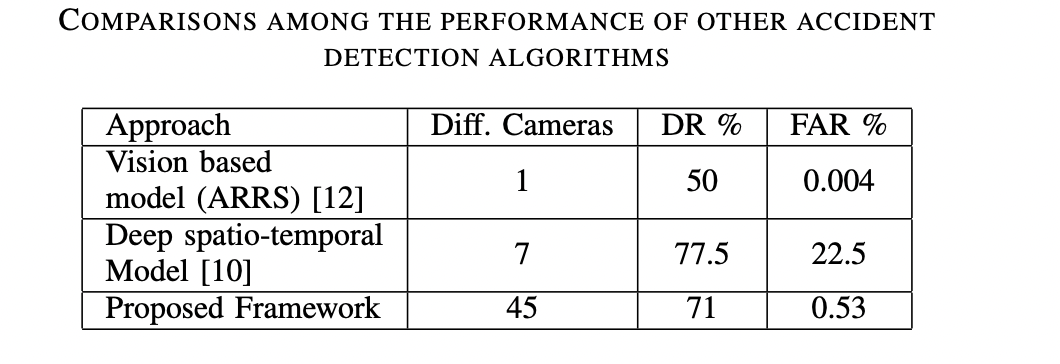 COMPARISONS AMONG THE PERFORMANCE OF OTHER ACCIDENT
DETECTION ALGORITHMS
Approach Diff. Cameras DR % FAR %
Vision based
model (ARRS) [12] 1 50 0.004
Deep spatio-temporal
Model [10] 7 77.5 22.5
Proposed Framework 45 71 0.53